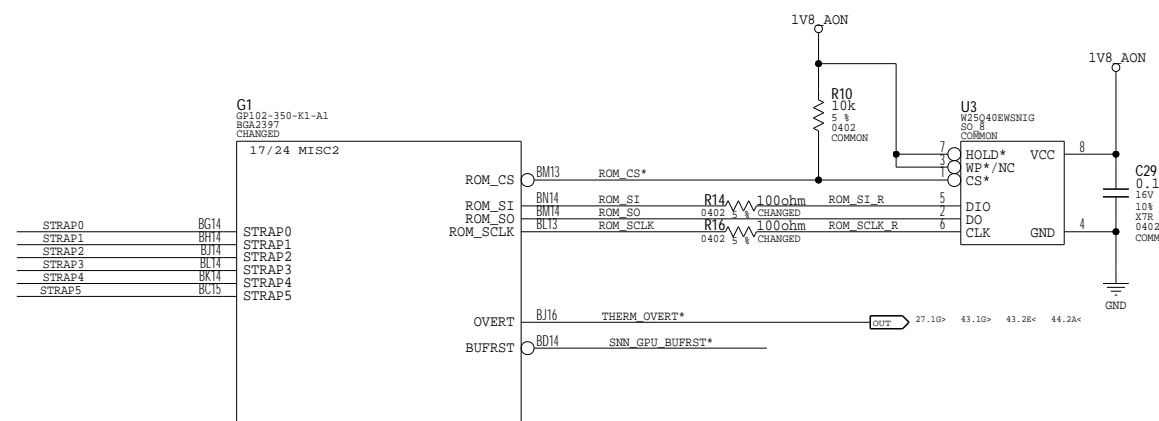 1V8_AON
1V8_AON
R10
10k
5 %
0402
COMMON
G1
GP102-350-K1-A1
BGA2397
CHANGED
U3
W25Q40EWSNIG
SO_8
COMMON
17/24 MISC2
7 HOLD* VCC 8
3 WP*/NC
1 CS*
C29
0.1
16V
10%
X7R
0402
COMM
ROM_CS BM13 ROM_CS*
ROM_SI BN14 ROM_SI R14 100ohm ROM_SI_R 5 DIO
0402 5 % CHANGED
ROM_SO BM14 ROM_SO 2 DO
ROM_SCLK BL13 ROM_SCLK R16 100ohm ROM_SCLK_R 6 CLK GND 4
0402 5 % CHANGED
STRAP0 BG14 STRAP0
STRAP1 BH14 STRAP1
STRAP2 BJ14 STRAP2
STRAP3 BL14 STRAP3
STRAP4 BK14 STRAP4
STRAP5 BC15 STRAP5
GND
OVERT BJ16 THERM_OVERT* OUT 27.1G> 43.1G> 43.2E< 44.2A<
BUFRST BD14 SNN_GPU_BUFRST*